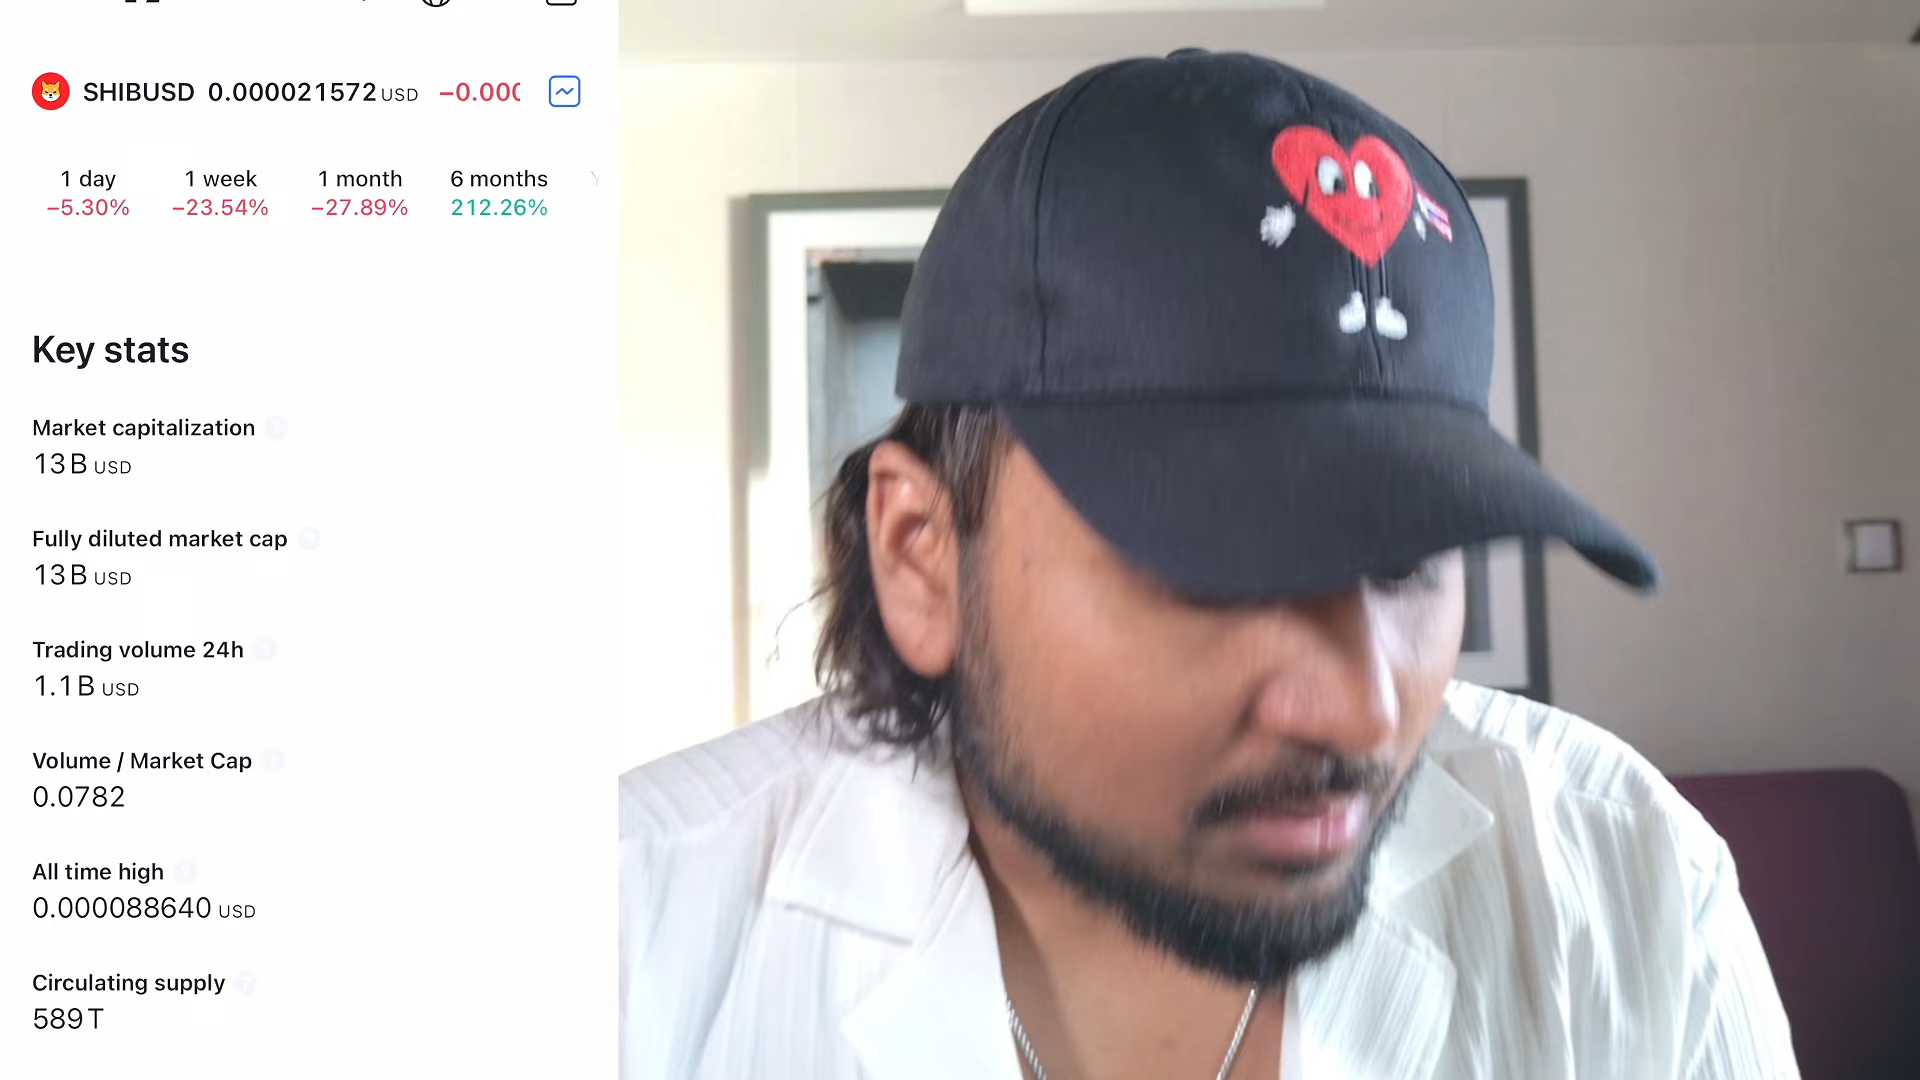 SHIBUSD 0.000021572 USD
1 day 1 week 1 month 6 months
−5.30% −23.54% −27.89% 212.26%
Key stats
Market capitalization
13 B USD
Fully diluted market cap
13 B USD
Trading volume 24h
1.1 B USD
Volume / Market Cap
0.0782
All time high
0.000088640 USD
Circulating supply
589 T